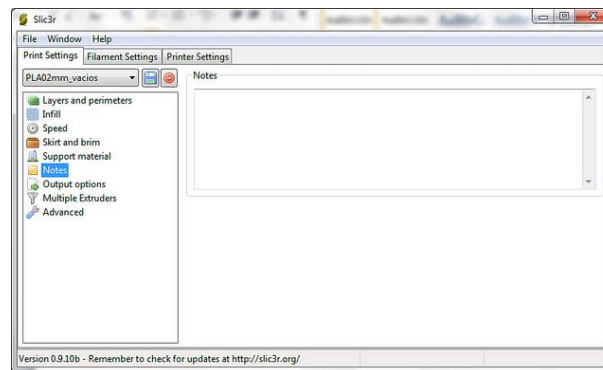 Slic3r
File Window Help
Print Settings Filament Settings Printer Settings
PLA02mm_vacios
Notes
Layers and perimeters
Infill
Speed
Skirt and brim
Support material
Notes
Output options
Multiple Extruders
Advanced
Version 0.9.10b - Remember to check for updates at http://slic3r.org/